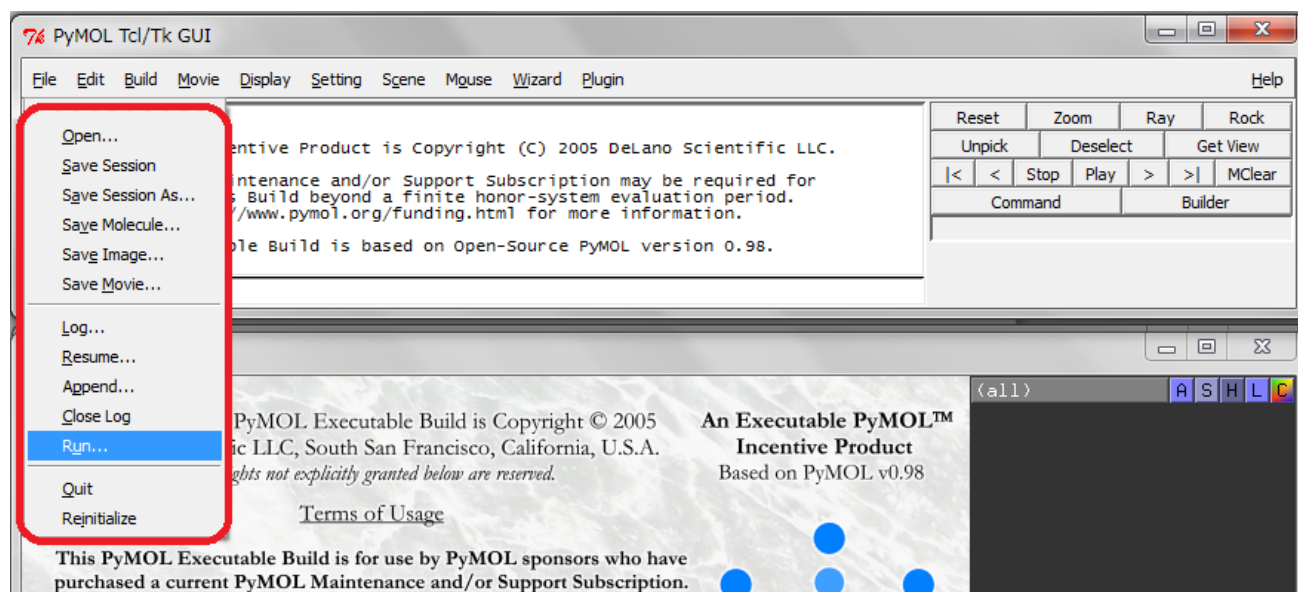 PyMOL Tcl/Tk GUI
File Edit Build Movie Display Setting Scene Mouse Wizard Plugin Help
Open...
Save Session
Save Session As...
Save Molecule...
Save Image...
Save Movie...
Log...
Resume...
Append...
Close Log
Run...
Quit
Reinitialize
entive Product is Copyright (C) 2005 DeLano Scientific LLC.
intenance and/or Support Subscription may be required for
Build beyond a finite honor-system evaluation period.
//www.pymol.org/funding.html for more information.
ble Build is based on Open-Source PyMOL version 0.98.
Reset Zoom Ray Rock
Unpick Deselect Get View
|< < Stop Play > >| MClear
Command Builder
PyMOL Executable Build is Copyright © 2005
ic LLC, South San Francisco, California, U.S.A.
ghts not explicitly granted below are reserved.
Terms of Usage
This PyMOL Executable Build is for use by PyMOL sponsors who have
purchased a current PyMOL Maintenance and/or Support Subscription.
An Executable PyMOL™
Incentive Product
Based on PyMOL v0.98
(all) A S H L C